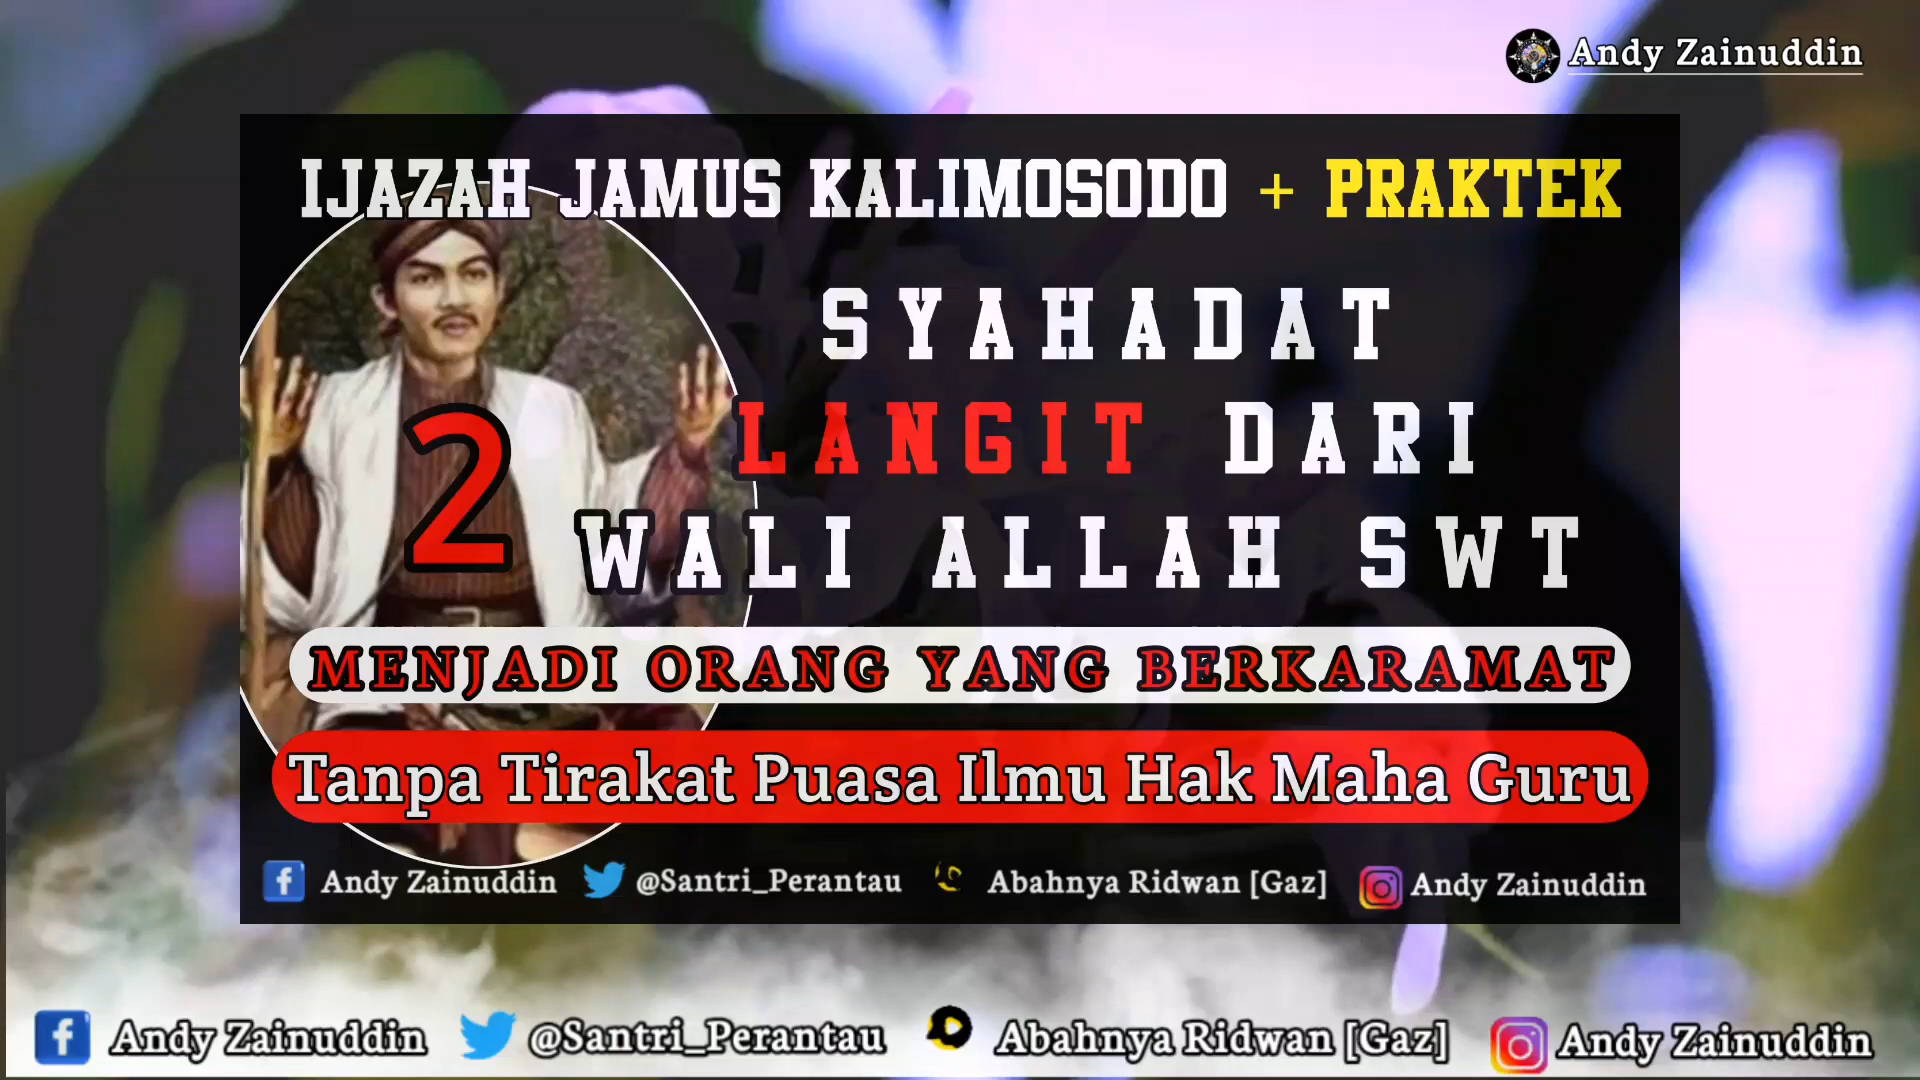 Andy Zainuddin
IJAZAH JAMUS KALIMOSODO + PRAKTEK
SYAHADAT
LANGIT DARI
2 WALI ALLAH SWT
MENJADI ORANG YANG BERKARAMAT
Tanpa Tirakat Puasa Ilmu Hak Maha Guru
Andy Zainuddin @Santri_Perantau Abahnya Ridwan [Gaz] Andy Zainuddin
Andy Zainuddin @Santri_Perantau Abahnya Ridwan [Gaz] Andy Zainuddin